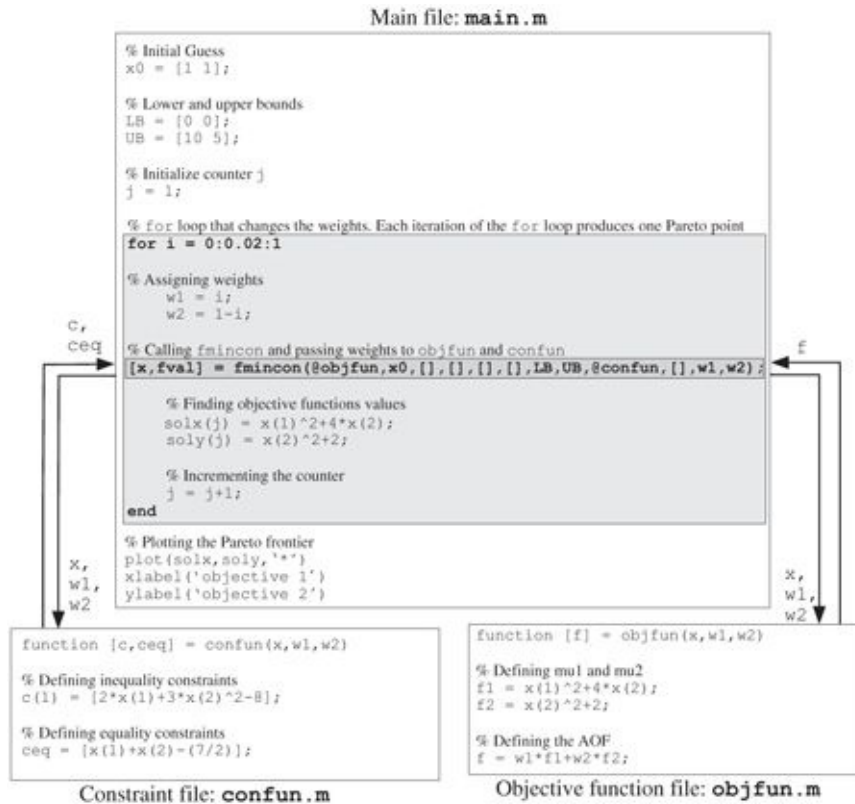 Main file: main.m
% Initial Guess
x0 = [1 1];
% Lower and upper bounds
LB = [0 0];
UB = [10 5];
% Initialize counter j
j = 1;
% for loop that changes the weights. Each iteration of the for loop produces one Pareto point
for i = 0:0.02:1
% Assigning weights
w1 = i;
w2 = 1-i;
c,
ceq
f
% Calling fmincon and passing weights to objfun and confun
[x,fval] = fmincon(@objfun,x0,[],[],[],[],LB,UB,@confun,[],w1,w2);
% Finding objective functions values
solx(j) = x(1)^2+4*x(2);
soly(j) = x(2)^2+2;
% Incrementing the counter
j = j+1;
end
% Plotting the Pareto frontier
plot(solx,soly,'*')
xlabel('objective 1')
ylabel('objective 2')
x,
w1,
w2
x,
w1,
w2
function [c,ceq] = confun(x,w1,w2)
% Defining inequality constraints
c(1) = [2*x(1)+3*x(2)^2-8];
% Defining equality constraints
ceq = [x(1)+x(2)-(7/2)];
Constraint file: confun.m
function [f] = objfun(x,w1,w2)
% Defining mu1 and mu2
f1 = x(1)^2+4*x(2);
f2 = x(2)^2+2;
% Defining the AOF
f = w1*f1+w2*f2;
Objective function file: objfun.m